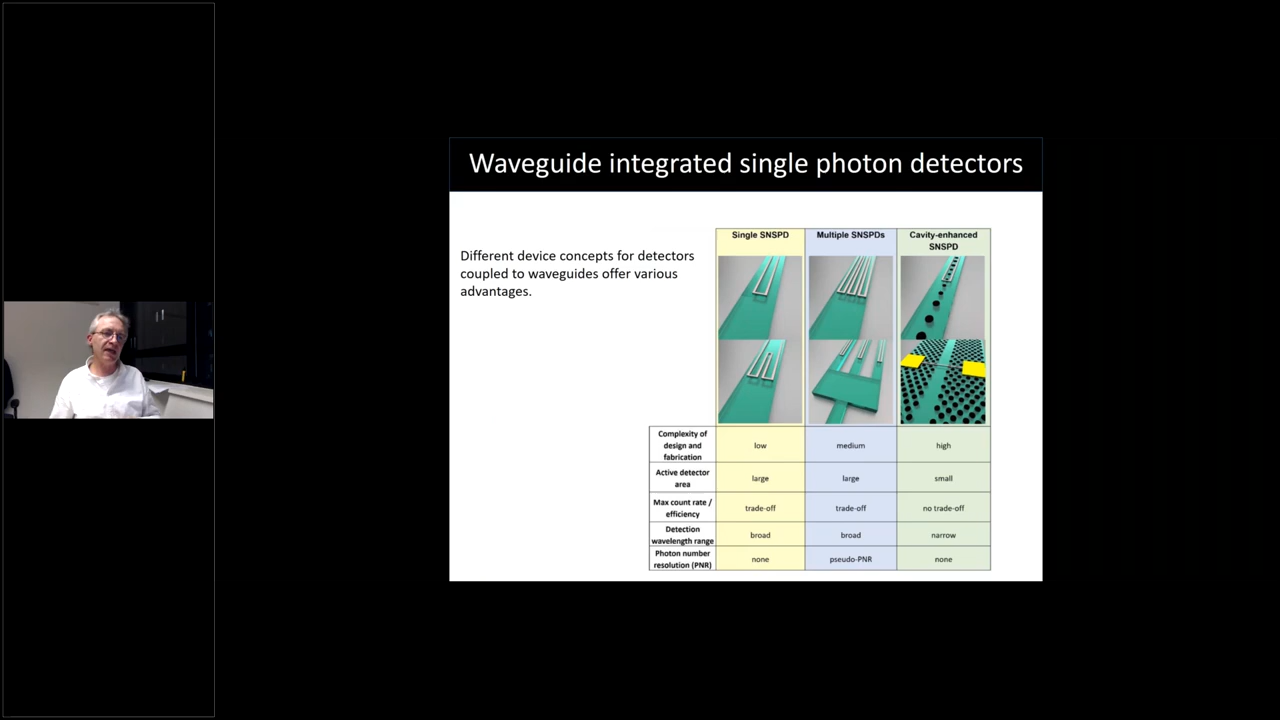 Waveguide integrated single photon detectors
Different device concepts for detectors
coupled to waveguides offer various
advantages.
Single SNSPD
Multiple SNSPDs
Cavity-enhanced
SNSPD
Complexity of
design and
fabrication
low
medium
high
Active detector
area
large
large
small
Max count rate /
efficiency
trade-off
trade-off
no trade-off
Detection
wavelength range
broad
broad
narrow
Photon number
resolution (PNR)
none
pseudo-PNR
none